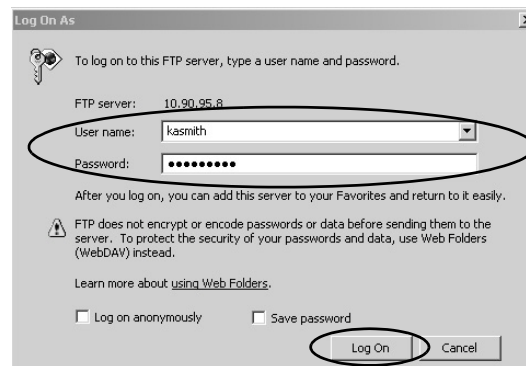 Log On As
To log on to this FTP server, type a user name and password.
FTP server: 10.90.95.8
User name: kasmith
Password: ●●●●●●●●●
After you log on, you can add this server to your Favorites and return to it easily.
FTP does not encrypt or encode passwords or data before sending them to the
server. To protect the security of your passwords and data, use Web Folders
(WebDAV) instead.
Learn more about using Web Folders.
Log on anonymously Save password
Log On Cancel